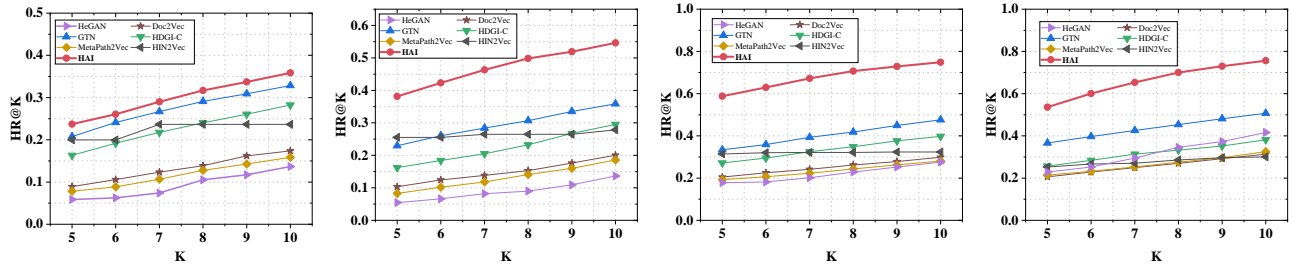 HR@K
0.5
0.4
0.3
0.2
0.1
0.0
HeGAN Doc2Vec
GTN HDGI-C
MetaPath2Vec HIN2Vec
HAI
5 6 7 8 9 10
K
HR@K
0.6
0.5
0.4
0.3
0.2
0.1
0.0
HeGAN Doc2Vec
GTN HDGI-C
MetaPath2Vec HIN2Vec
HAI
5 6 7 8 9 10
K
HR@K
1.0
0.8
0.6
0.4
0.2
0.0
HeGAN Doc2Vec
GTN HDGI-C
MetaPath2Vec HIN2Vec
HAI
5 6 7 8 9 10
K
HR@K
1.0
0.8
0.6
0.4
0.2
0.0
HeGAN Doc2Vec
GTN HDGI-C
MetaPath2Vec HIN2Vec
HAI
5 6 7 8 9 10
K